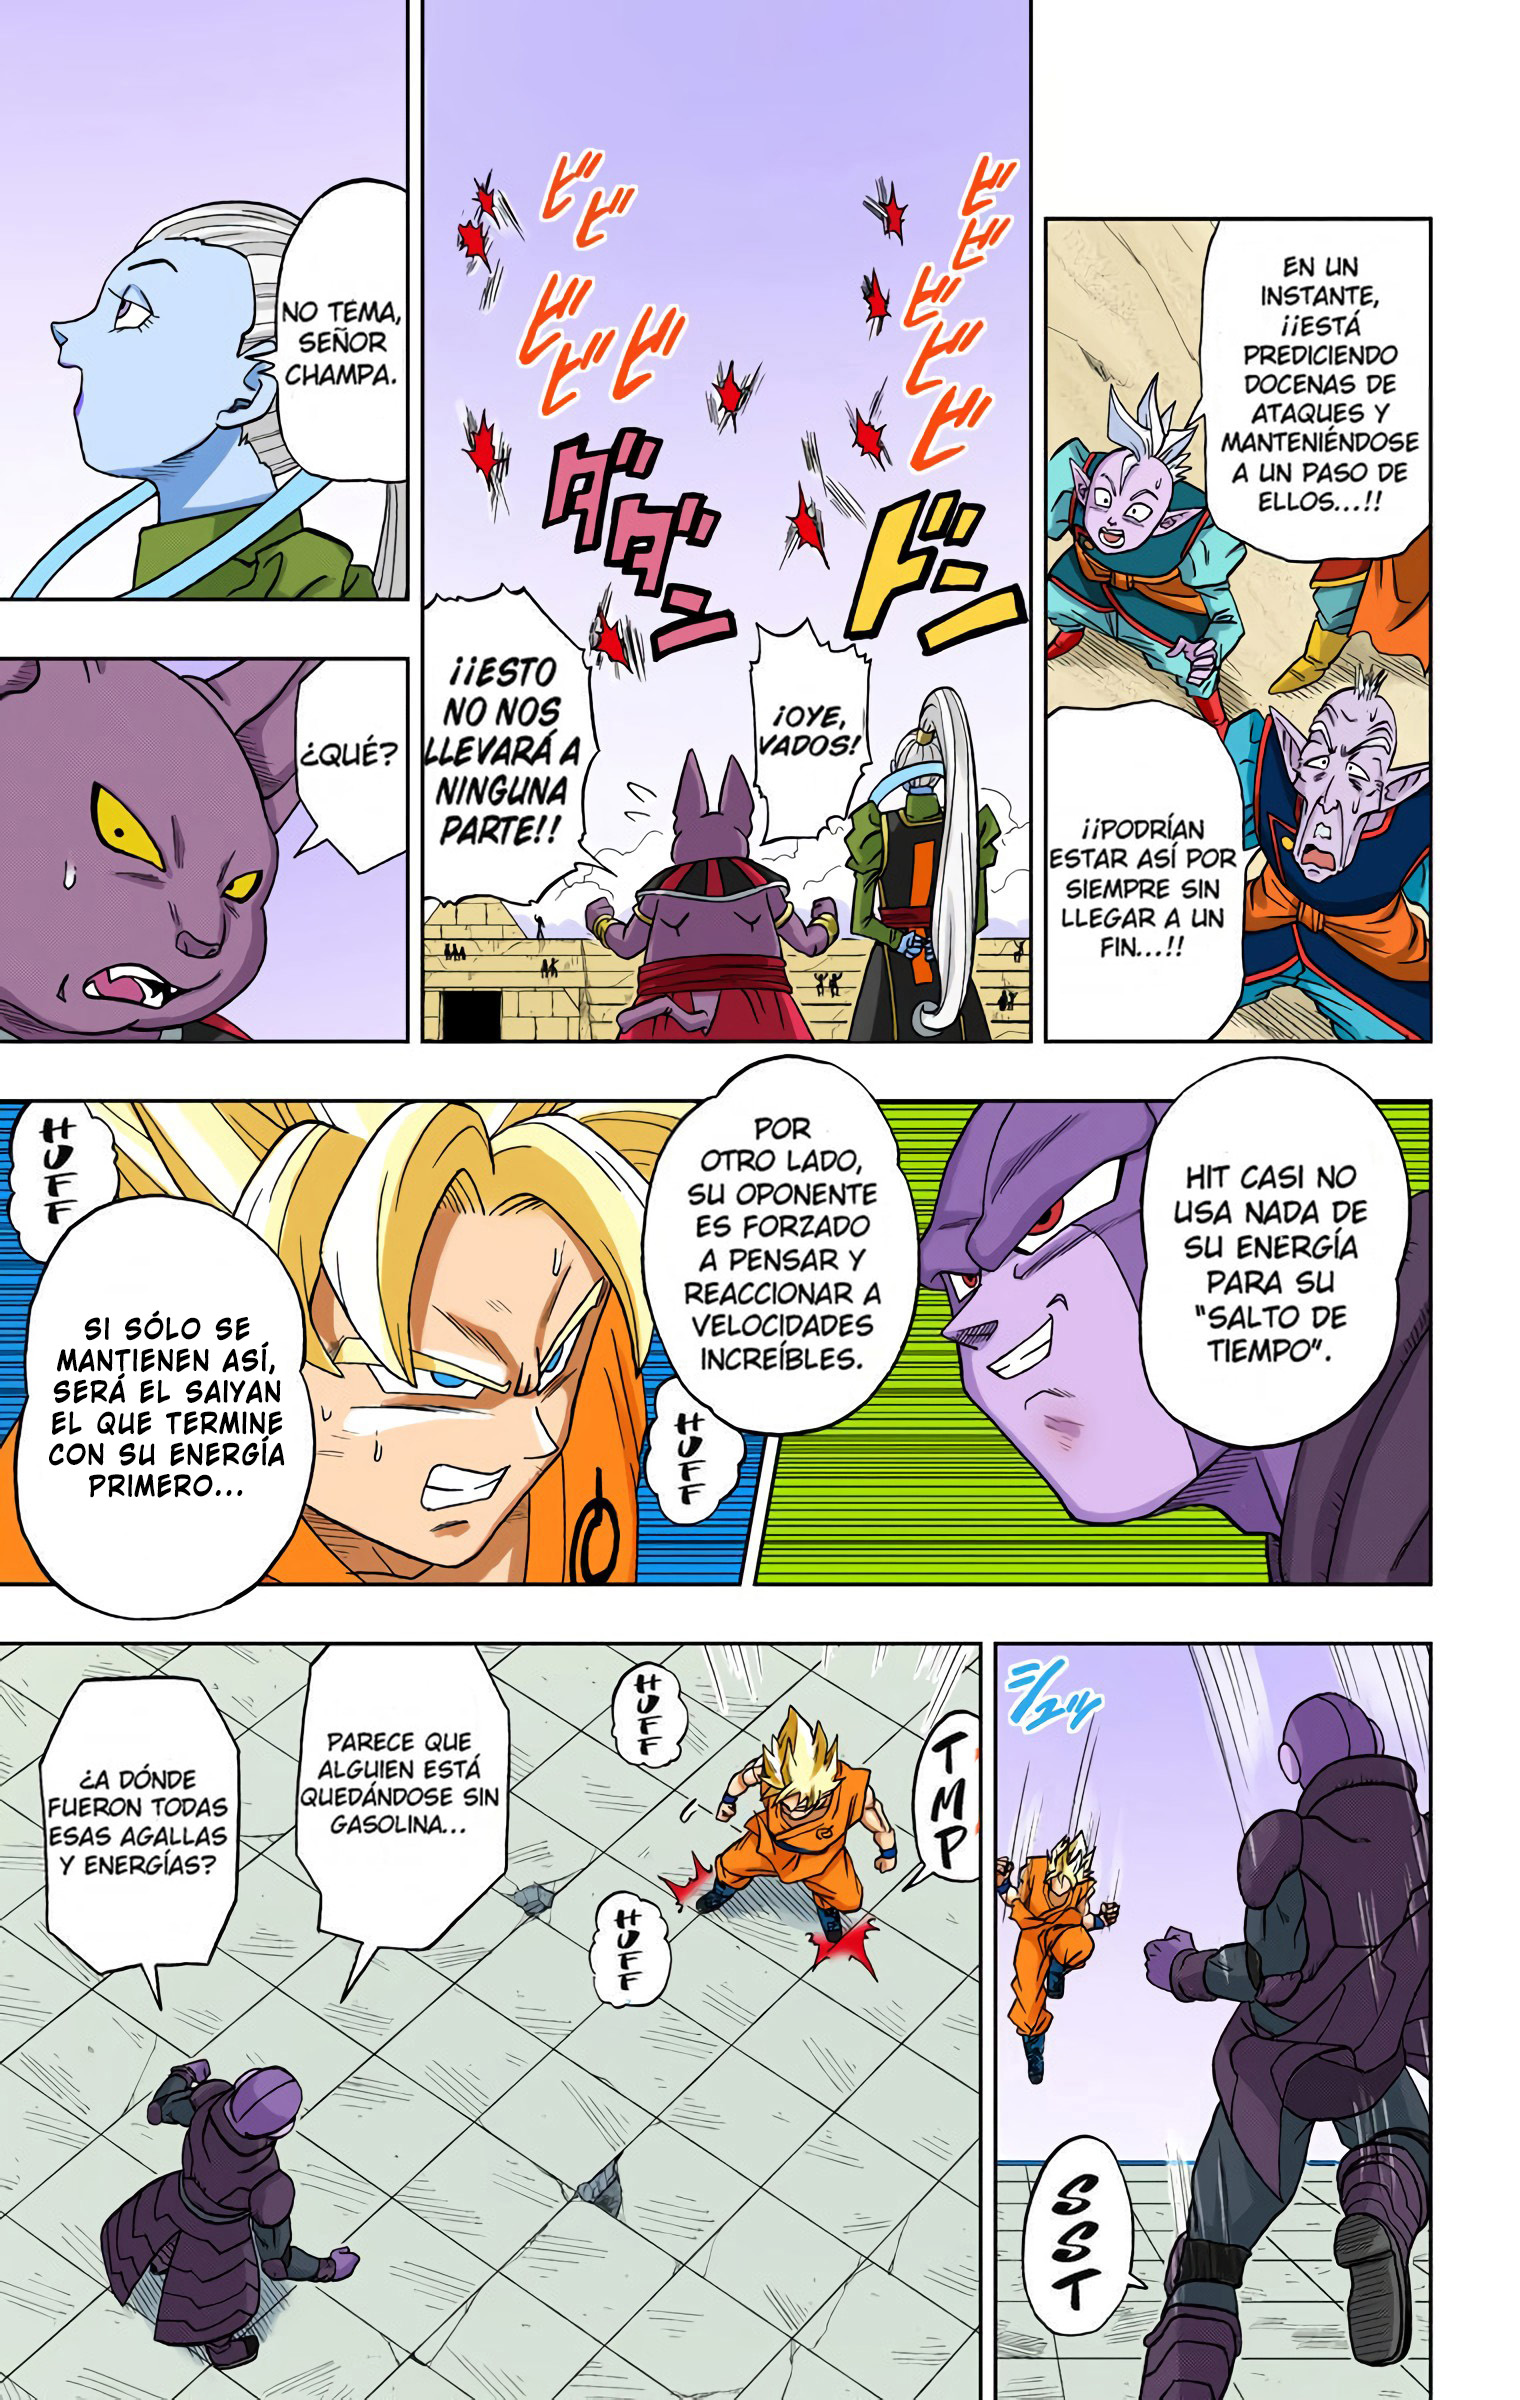 EN UN
INSTANTE,
¡¡ESTÁ
PREDICIENDO
DOCENAS DE
ATAQUES Y
MANTENIÉNDOSE
A UN PASO DE
ELLOS...!!
¡¡PODRÍAN
ESTAR ASÍ POR
SIEMPRE SIN
LLEGAR A UN
FIN...!!
ビビ
ビビビビ
ビビ
ビビビ
ドン
ダダダン
¡OYE,
VADOS!
¡¡ESTO
NO NOS
LLEVARÁ A
NINGUNA
PARTE!!
NO TEMA,
SEÑOR
CHAMPA.
¿QUÉ?
HIT CASI NO
USA NADA DE
SU ENERGÍA
PARA SU
"SALTO DE
TIEMPO".
POR
OTRO LADO,
SU OPONENTE
ES FORZADO
A PENSAR Y
REACCIONAR A
VELOCIDADES
INCREÍBLES.
HUFF
HUFF
SI SÓLO SE
MANTIENEN ASÍ,
SERÁ EL SAIYAN
EL QUE TERMINE
CON SU ENERGÍA
PRIMERO...
シュッ
SST
TMP
HUFF
HUFF
PARECE QUE
ALGUIEN ESTÁ
QUEDÁNDOSE SIN
GASOLINA...
¿A DÓNDE
FUERON TODAS
ESAS AGALLAS
Y ENERGÍAS?